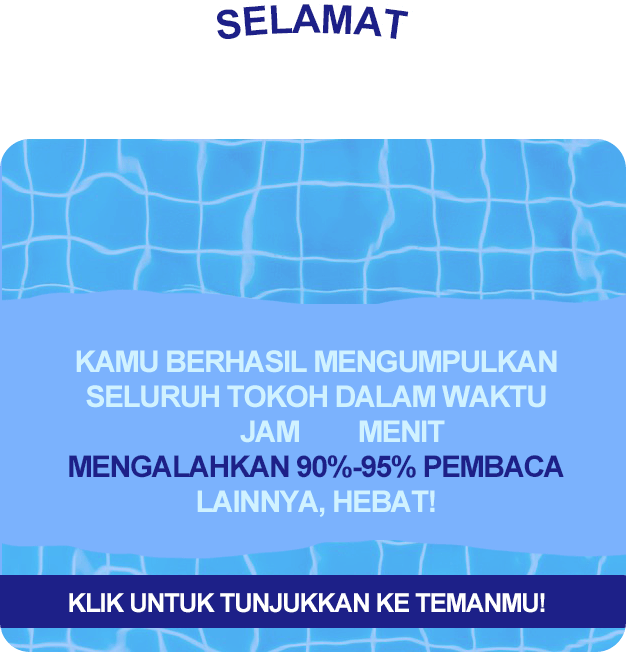 SELAMAT
KAMU BERHASIL MENGUMPULKAN
SELURUH TOKOH DALAM WAKTU
JAM MENIT
MENGALAHKAN 90%-95% PEMBACA
LAINNYA, HEBAT!
KLIK UNTUK TUNJUKKAN KE TEMANMU!